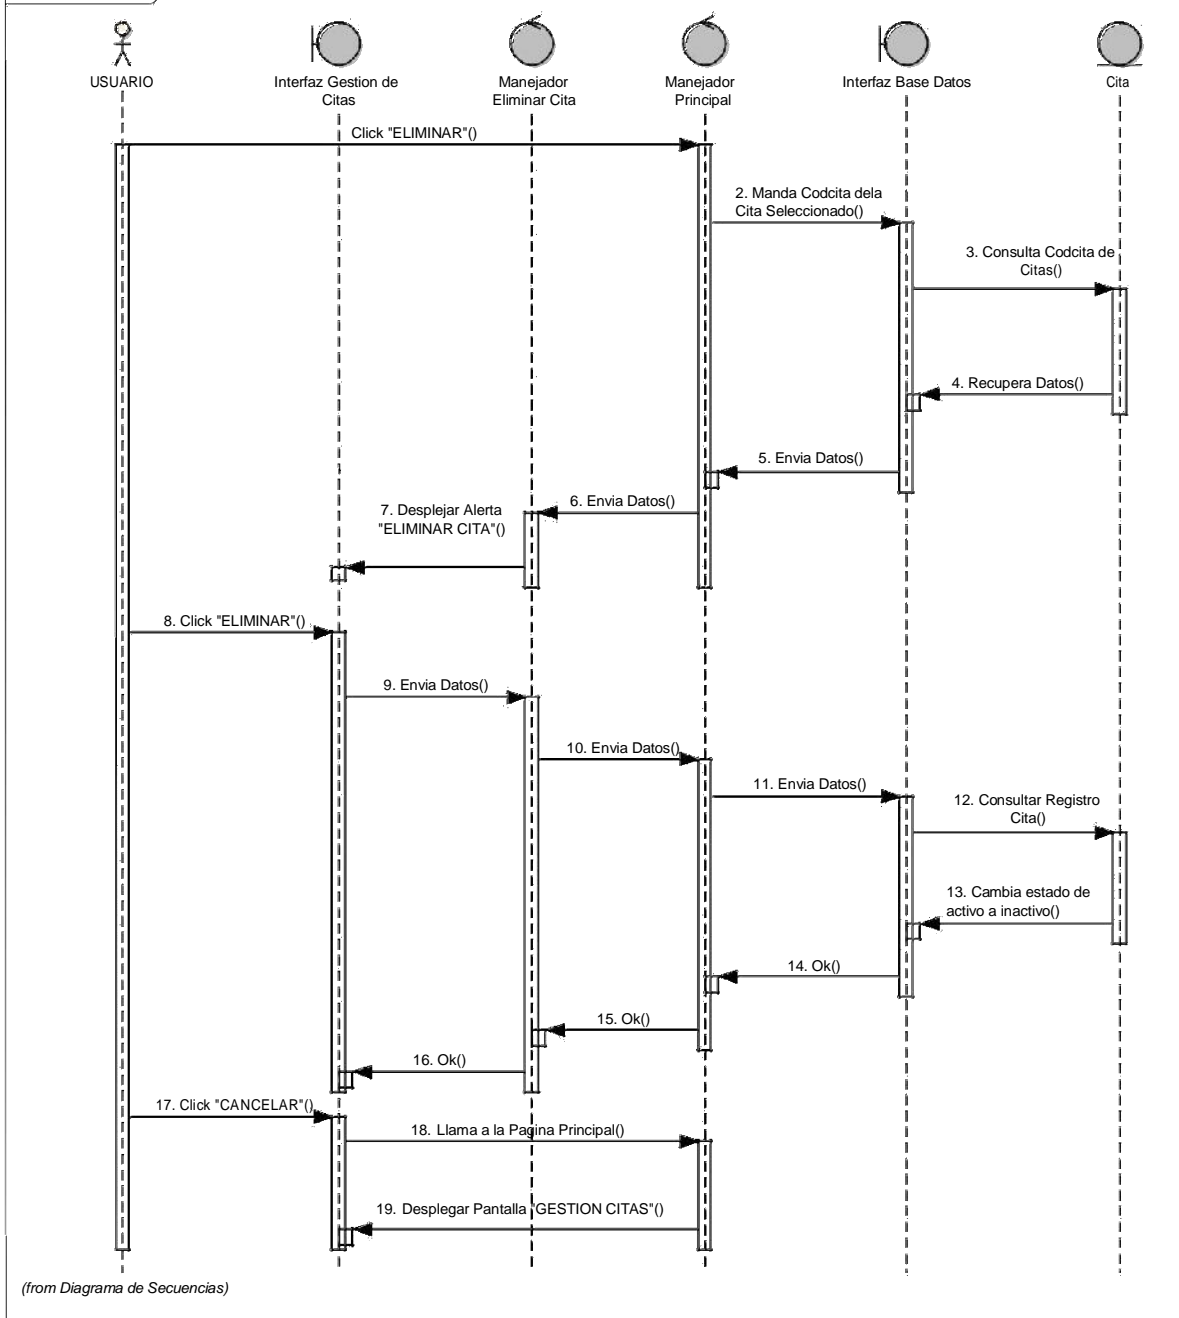 USUARIO
Interfaz Gestion de
Citas
Manejador
Eliminar Cita
Manejador
Principal
Interfaz Base Datos
Cita
Click "ELIMINAR"()
2. Manda Codcita dela
Cita Seleccionado()
3. Consulta Codcita de
Citas()
4. Recupera Datos()
5. Envia Datos()
6. Envia Datos()
7. Desplejar Alerta
"ELIMINAR CITA"()
8. Click "ELIMINAR"()
9. Envia Datos()
10. Envia Datos()
11. Envia Datos()
12. Consultar Registro
Cita()
13. Cambia estado de
activo a inactivo()
14. Ok()
15. Ok()
16. Ok()
17. Click "CANCELAR"()
18. Llama a la Pagina Principal()
19. Desplegar Pantalla "GESTION CITAS"()
(from Diagrama de Secuencias)